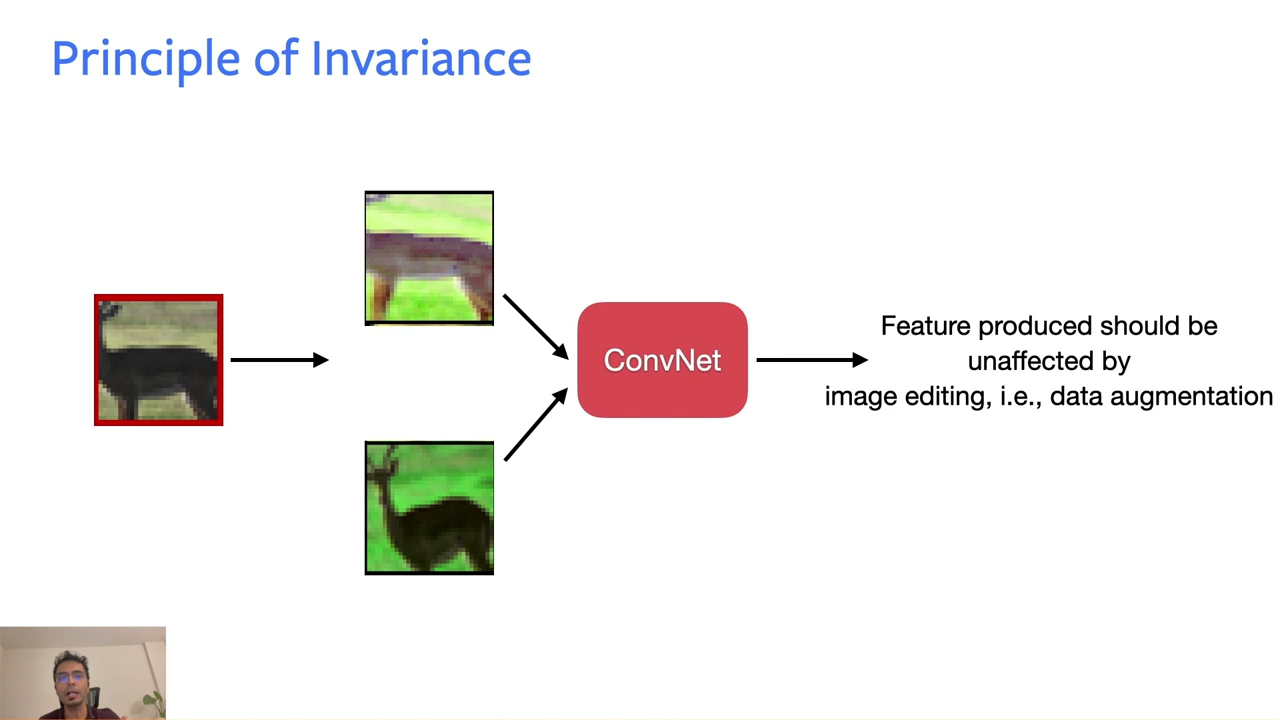 Principle of Invariance
ConvNet
Feature produced should be
unaffected by
image editing, i.e., data augmentation